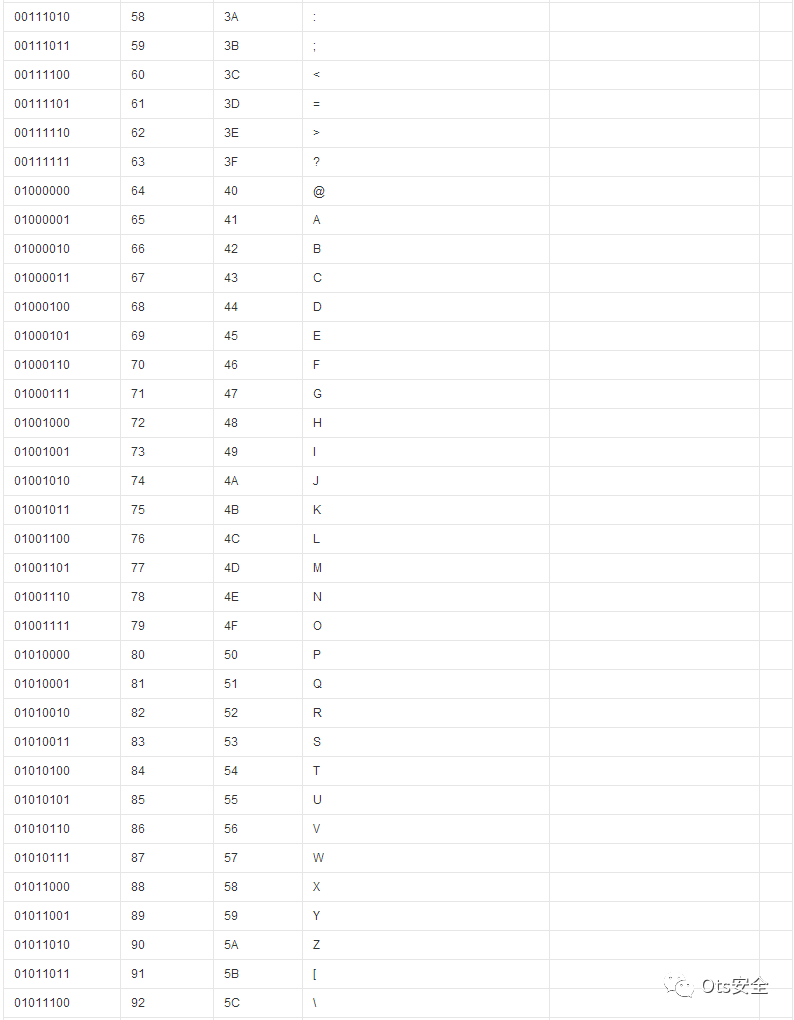 00111010 58 3A :
00111011 59 3B ;
00111100 60 3C <
00111101 61 3D =
00111110 62 3E >
00111111 63 3F ?
01000000 64 40 @
01000001 65 41 A
01000010 66 42 B
01000011 67 43 C
01000100 68 44 D
01000101 69 45 E
01000110 70 46 F
01000111 71 47 G
01001000 72 48 H
01001001 73 49 I
01001010 74 4A J
01001011 75 4B K
01001100 76 4C L
01001101 77 4D M
01001110 78 4E N
01001111 79 4F O
01010000 80 50 P
01010001 81 51 Q
01010010 82 52 R
01010011 83 53 S
01010100 84 54 T
01010101 85 55 U
01010110 86 56 V
01010111 87 57 W
01011000 88 58 X
01011001 89 59 Y
01011010 90 5A Z
01011011 91 5B [
Ots安全
01011100 92 5C \